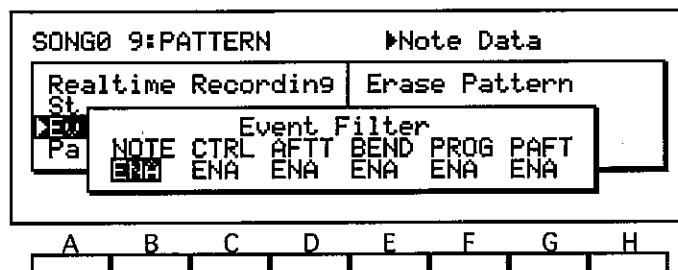 SONG0 9:PATTERN ▶Note Data
Realtime Recording Erase Pattern
St
▶Ev
Event Filter
Pa
NOTE CTRL AFTT BEND PROG PAFT
ENA ENA ENA ENA ENA ENA
A B C D E F G H